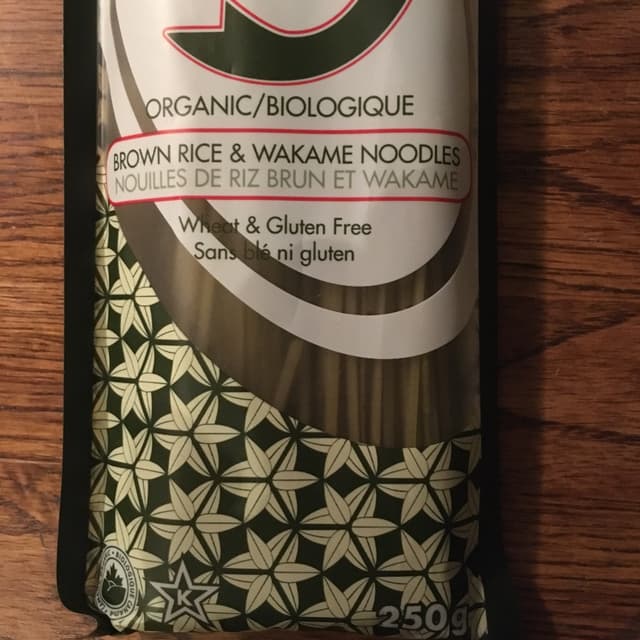 ORGANIC/BIOLOGIQUE
BROWN RICE & WAKAME NOODLES
NOUILLES DE RIZ BRUN ET WAKAME
Wheat & Gluten Free
Sans blé ni gluten
K
250g